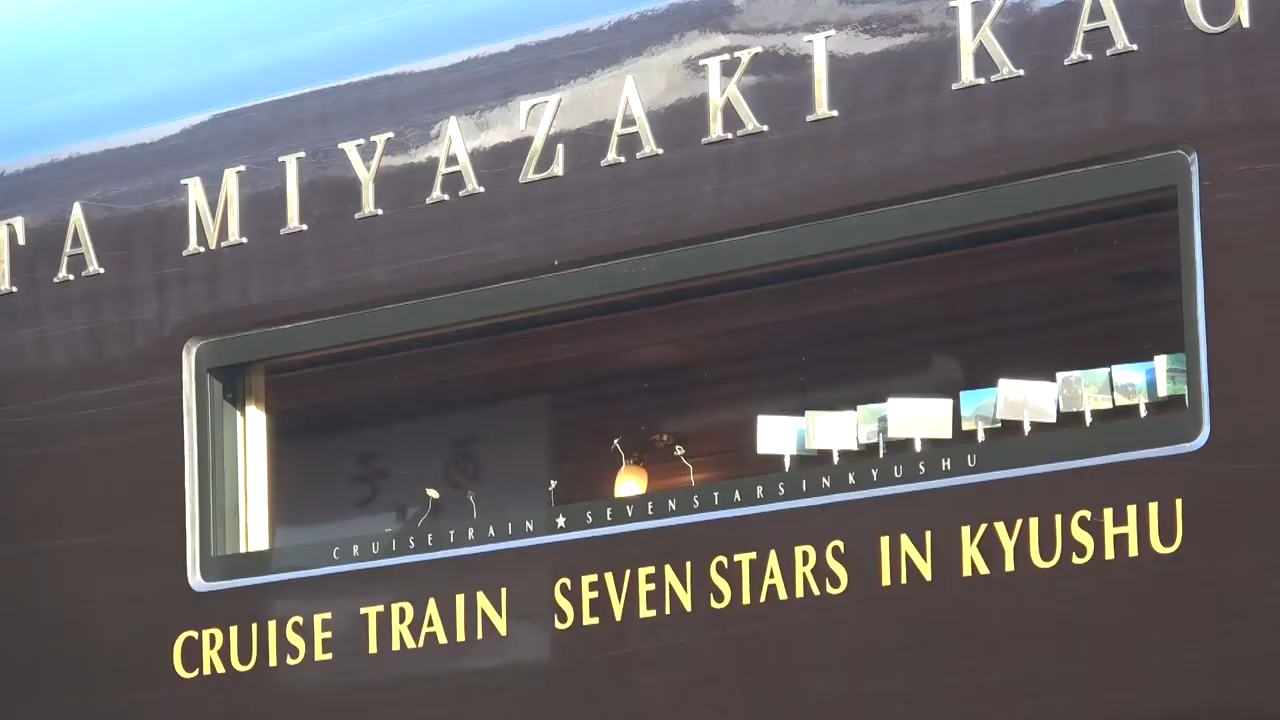 TA MIYAZAKI KAG
CRUISE TRAIN ★ SEVEN STARS IN KYUSHU
CRUISE TRAIN SEVEN STARS IN KYUSHU